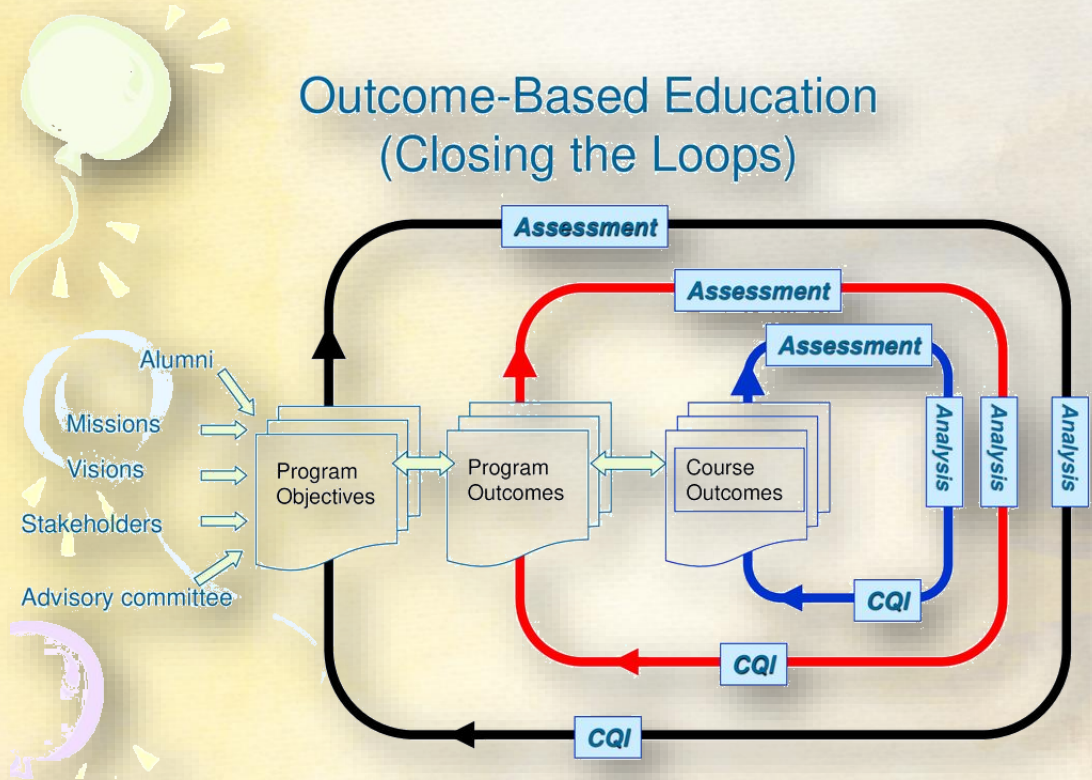 Outcome-Based Education
(Closing the Loops)
Assessment
Assessment
Assessment
Alumni
Missions
Visions
Stakeholders
Advisory committee
Program
Objectives
Program
Outcomes
Course
Outcomes
Analysis
Analysis
Analysis
CQI
CQI
CQI